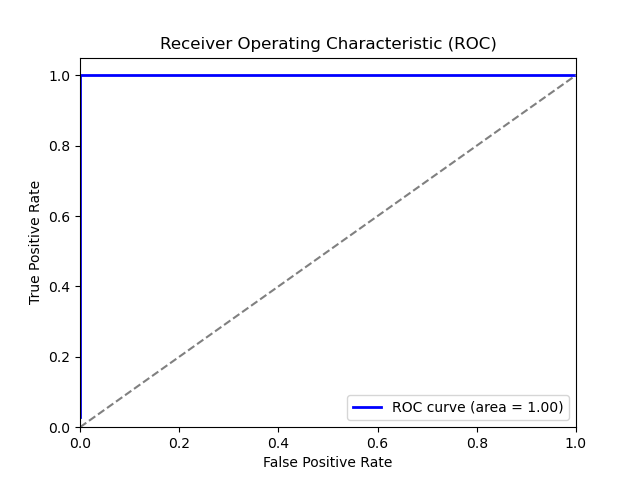 Receiver Operating Characteristic (ROC)
True Positive Rate
1.0
0.8
0.6
0.4
0.2
0.0
0.0 0.2 0.4 0.6 0.8 1.0
ROC curve (area = 1.00)
False Positive Rate